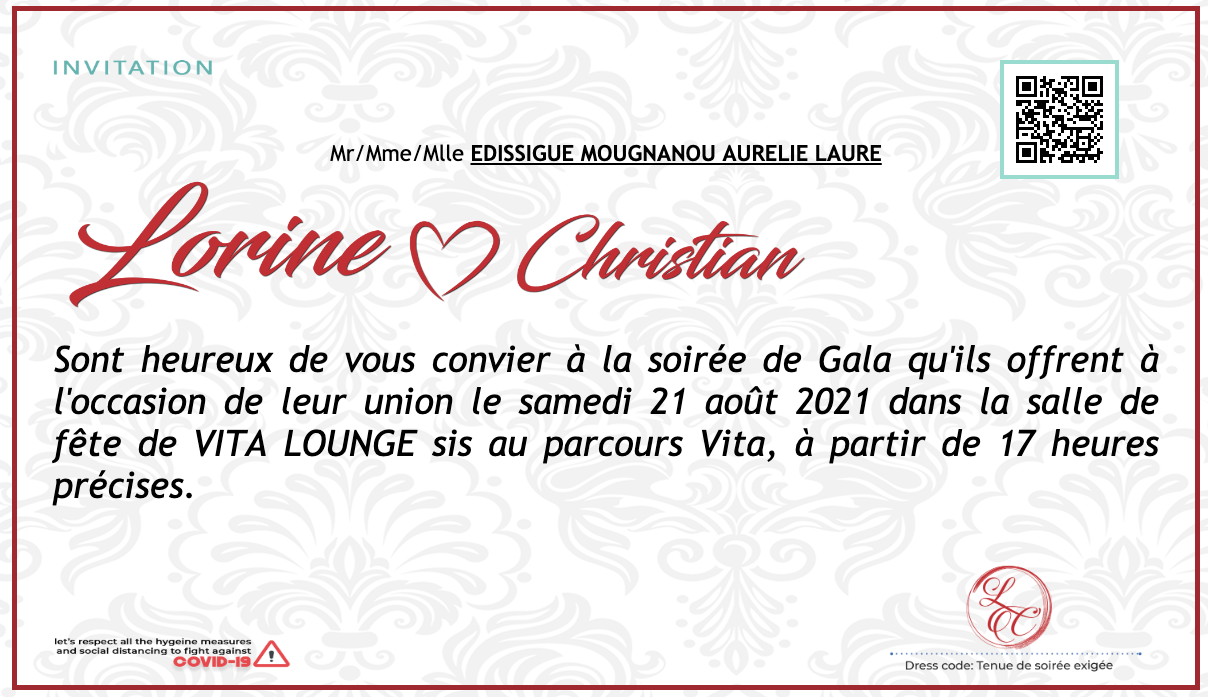 INVITATION
Mr/Mme/Mlle EDISSIGUE MOUGNANOU AURELIE LAURE
Lorine Christian
Sont heureux de vous convier à la soirée de Gala qu'ils offrent à
l'occasion de leur union le samedi 21 août 2021 dans la salle de
fête de VITA LOUNGE sis au parcours Vita, à partir de 17 heures
précises.
let's respect all the hygeine measures
and social distancing to fight against
COVID-19
L&C
Dress code: Tenue de soirée exigée